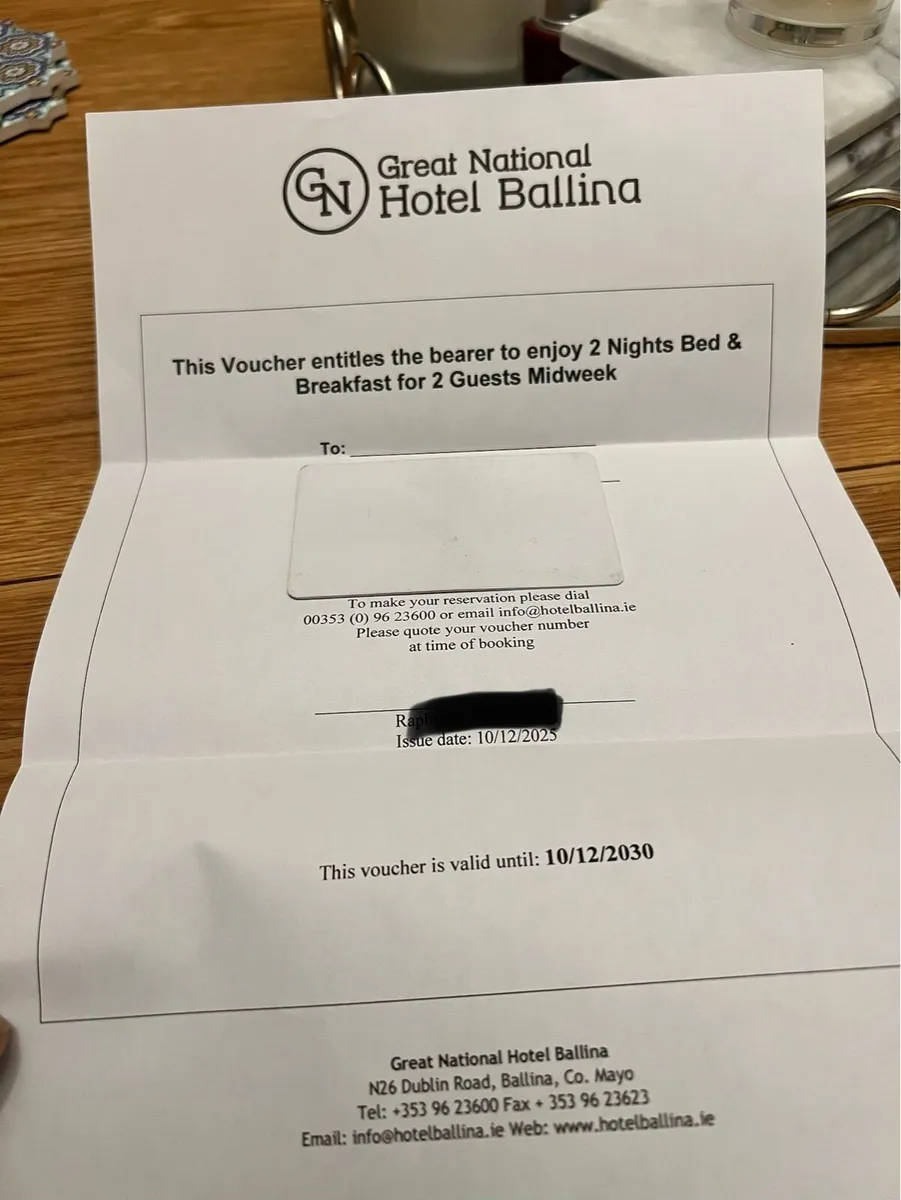 GN
Great National
Hotel Ballina
This Voucher entitles the bearer to enjoy 2 Nights Bed &
Breakfast for 2 Guests Midweek
To:
To make your reservation please dial
00353 (0) 96 23600 or email info@hotelballina.ie
Please quote your voucher number
at time of booking
Issue date: 10/12/2025
This voucher is valid until: 10/12/2030
Great National Hotel Ballina
N26 Dublin Road, Ballina, Co. Mayo
Tel: +353 96 23600 Fax + 353 96 23623
Email: info@hotelballina.ie Web: www.hotelballina.ie